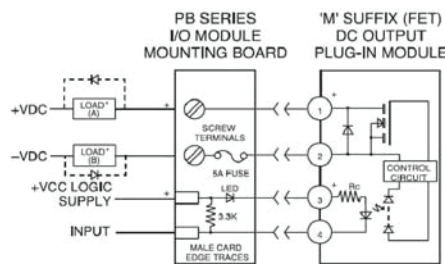 PB SERIES
I/O MODULE
MOUNTING BOARD
'M' SUFFIX (FET)
DC OUTPUT
PLUG-IN MODULE
+VDC
LOAD*
(A)
+
SCREW
TERMINALS
–VDC
LOAD*
(B)
5A FUSE
+VCC LOGIC
SUPPLY
+
LED
3.3K
INPUT
MALE CARD
EDGE TRACES
1
+
2
3
+
4
Rc
CONTROL
CIRCUIT